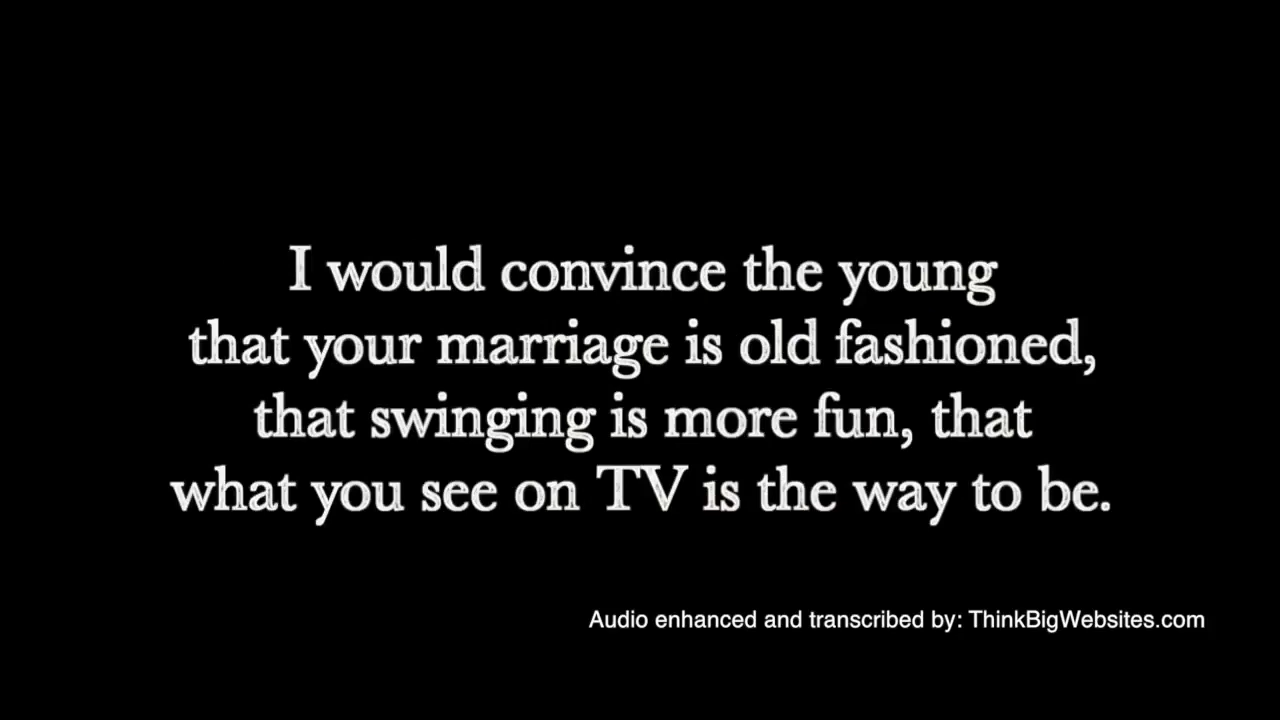 I would convince the young
that your marriage is old fashioned,
that swinging is more fun, that
what you see on TV is the way to be.
Audio enhanced and transcribed by: ThinkBigWebsites.com